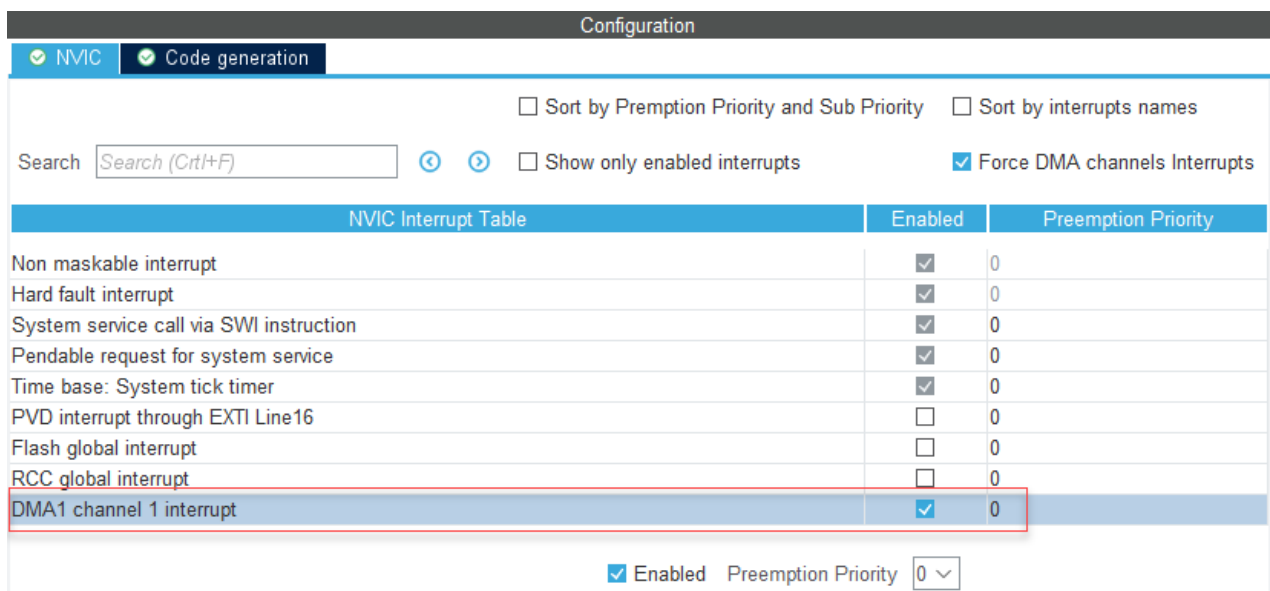 Configuration
NVIC Code generation
Sort by Premption Priority and Sub Priority Sort by interrupts names
Search Search (Crtl+F) Show only enabled interrupts Force DMA channels Interrupts
NVIC Interrupt Table Enabled Preemption Priority
Non maskable interrupt 0
Hard fault interrupt 0
System service call via SWI instruction 0
Pendable request for system service 0
Time base: System tick timer 0
PVD interrupt through EXTI Line16 0
Flash global interrupt 0
RCC global interrupt 0
DMA1 channel 1 interrupt 0
Enabled Preemption Priority 0